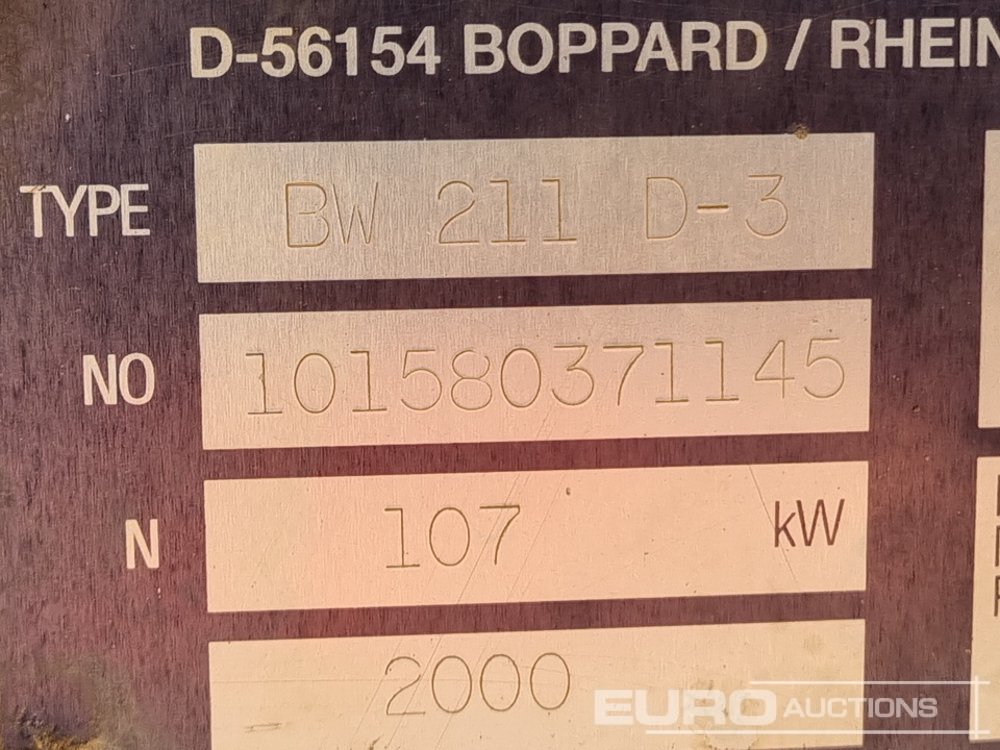 D-56154 BOPPARD / RHEIN
TYPE BW 211 D-3
NO 101580371145
N 107 kW
2000
EURO AUCTIONS